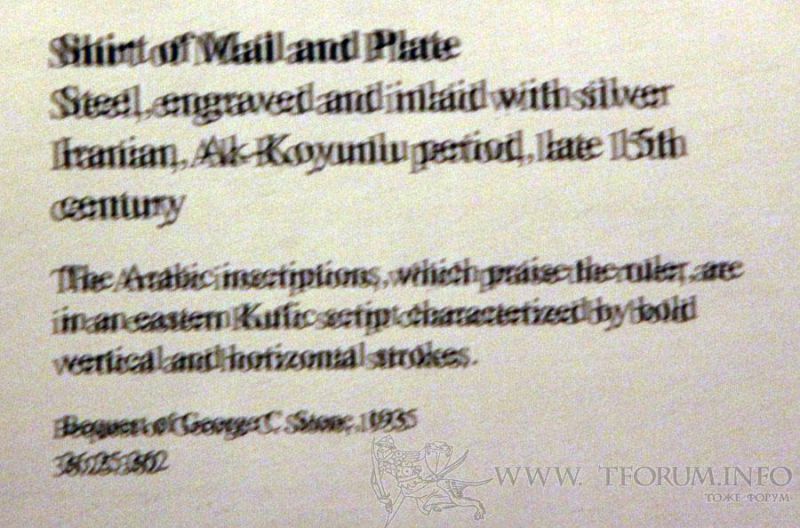 Shirt of Mail and Plate
Steel, engraved and inlaid with silver
Iranian, Ak-Koyunlu period, late 15th
century
The Arabic inscriptions, which praise the ruler, are
in an eastern Kufic script characterized by bold
vertical and horizontal strokes.
Bequest of George C. Stone, 1935
WWW. TFORUM.INFO
ТОЖЕ ФОРУМ